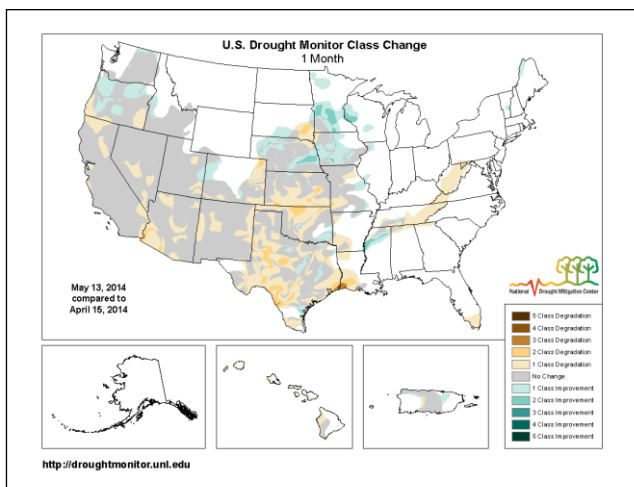 U.S. Drought Monitor Class Change
1 Month
May 13, 2014
compared to
April 15, 2014
National Drought Mitigation Center
5 Class Degradation
4 Class Degradation
3 Class Degradation
2 Class Degradation
1 Class Degradation
No Change
1 Class Improvement
2 Class Improvement
3 Class Improvement
4 Class Improvement
5 Class Improvement
http://droughtmonitor.unl.edu